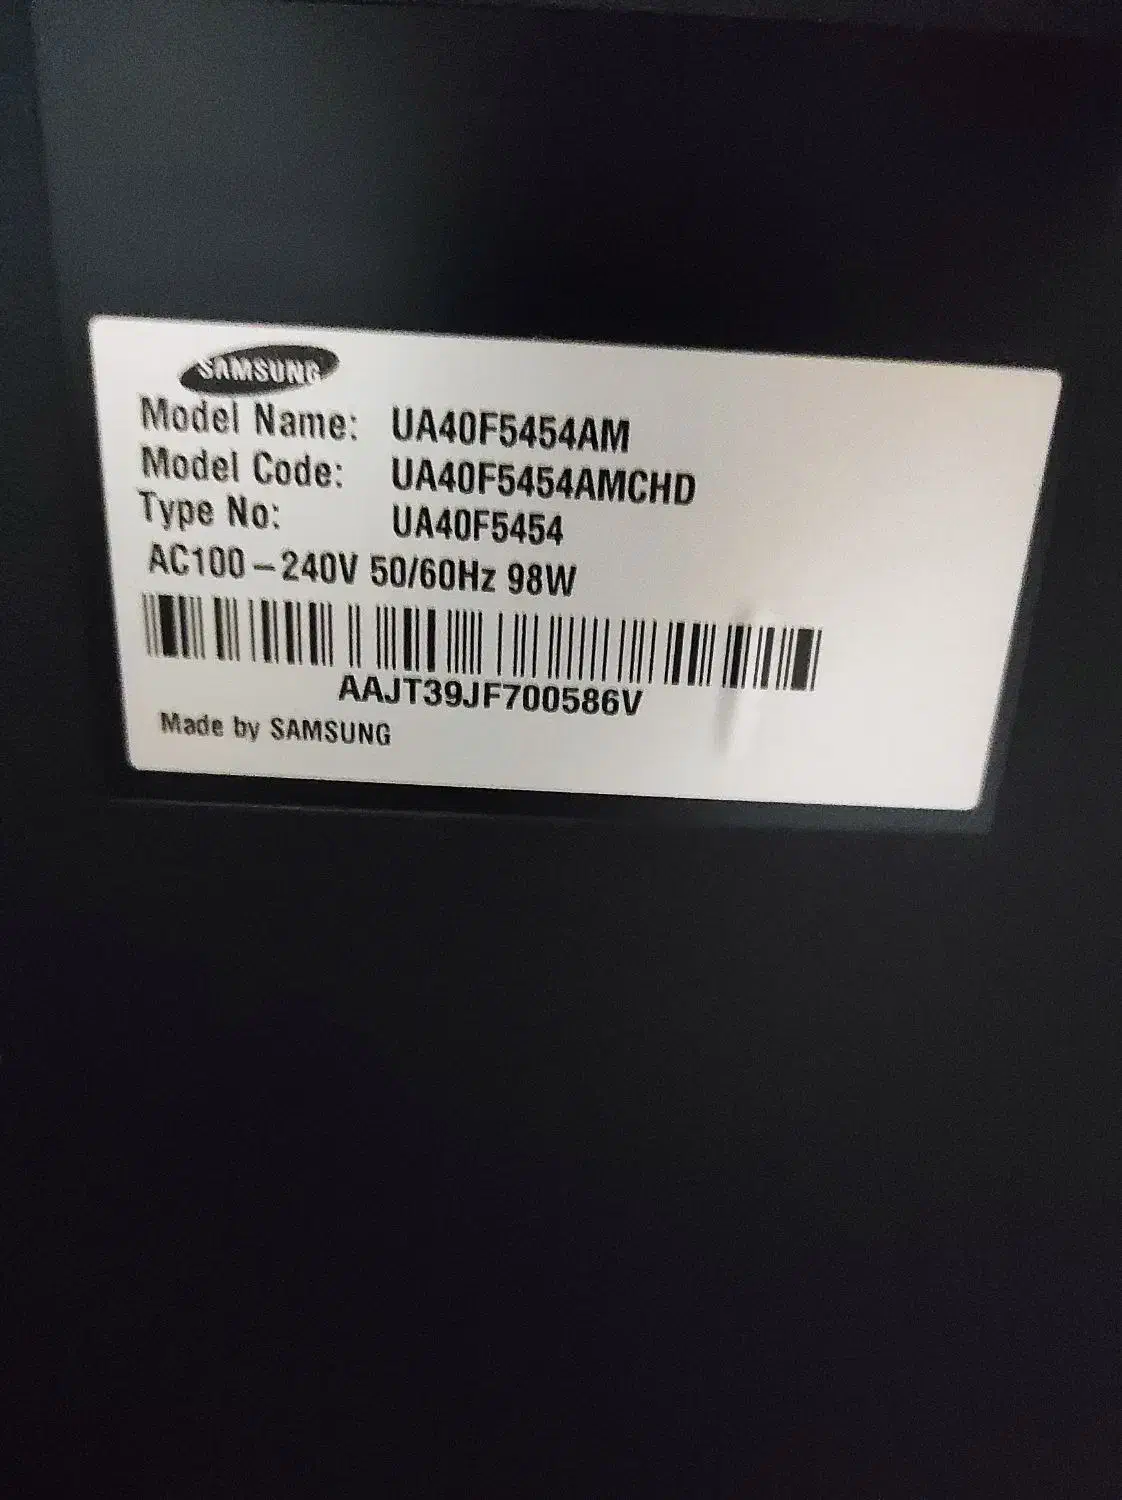 SAMSUNG
Model Name: UA40F5454AM
Model Code: UA40F5454AMCHD
Type No: UA40F5454
AC100-240V 50/60Hz 98W
AAJT39JF700586V
Made by SAMSUNG